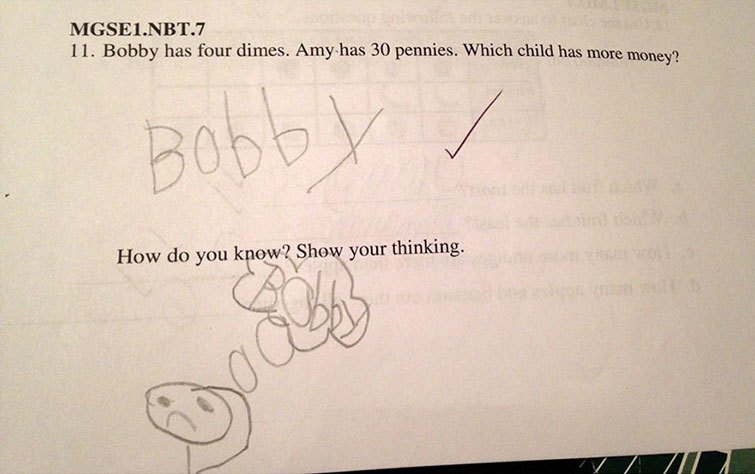 MGSE1.NBT.7
11. Bobby has four dimes. Amy has 30 pennies. Which child has more money?
Bobby
How do you know? Show your thinking.
Bobby